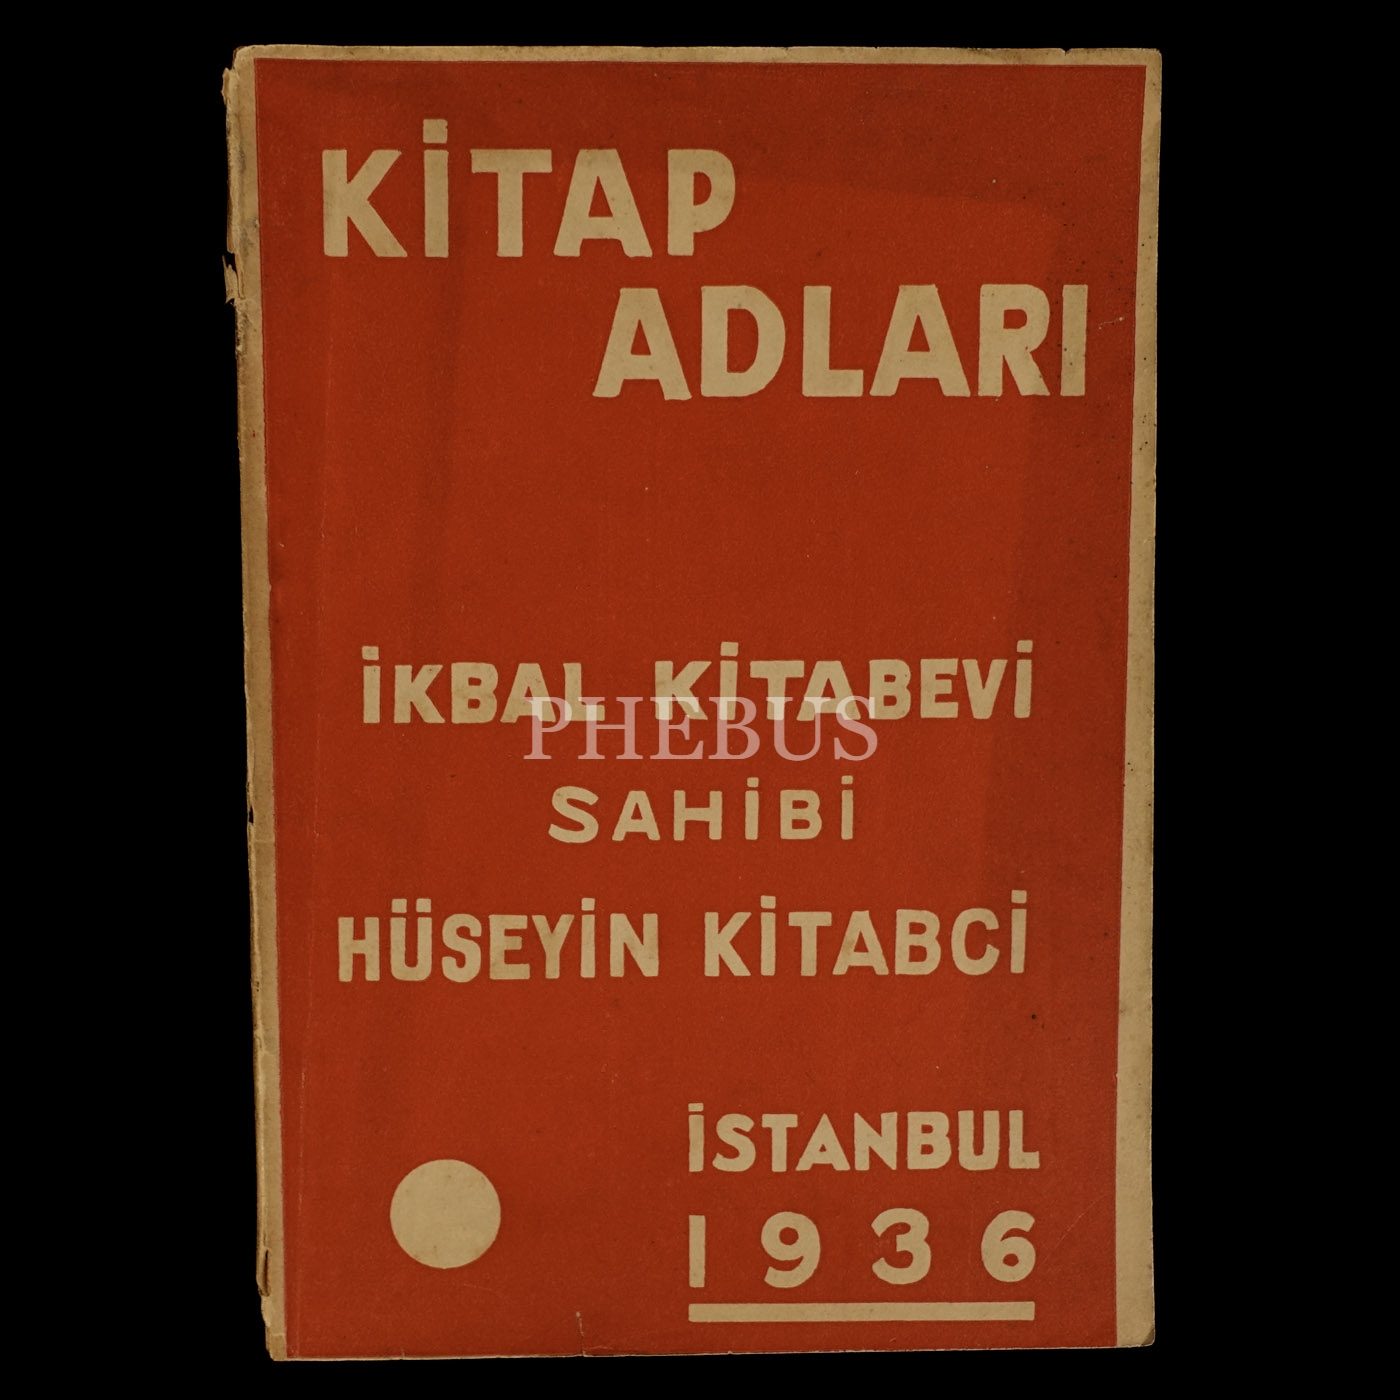 KİTAP
ADLARI
İKBAL KİTABEVİ
PHEBUS
SAHİBİ
HÜSEYİN KİTABCİ
İSTANBUL
1936